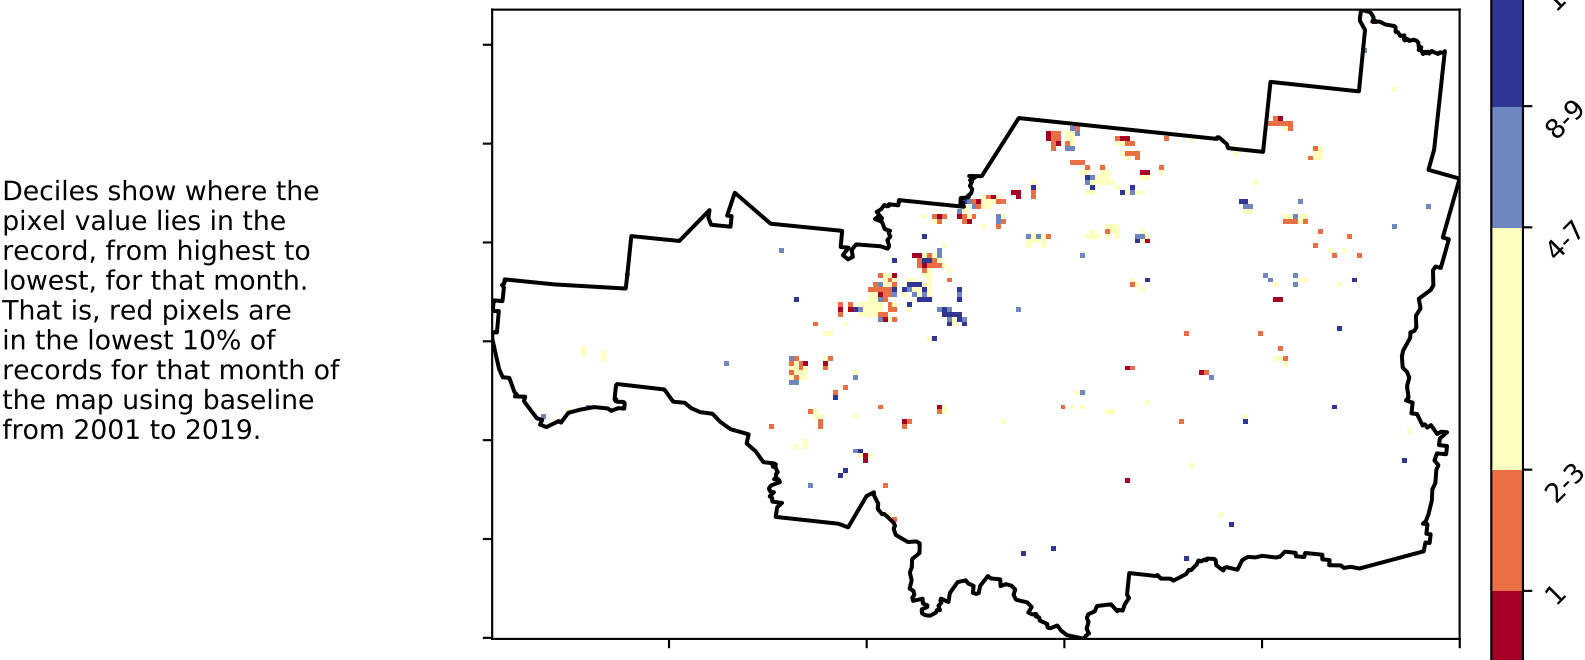 Deciles show where the
pixel value lies in the
record, from highest to
lowest, for that month.
That is, red pixels are
in the lowest 10% of
records for that month of
the map using baseline
from 2001 to 2019.
8-9
4-7
2-3
1